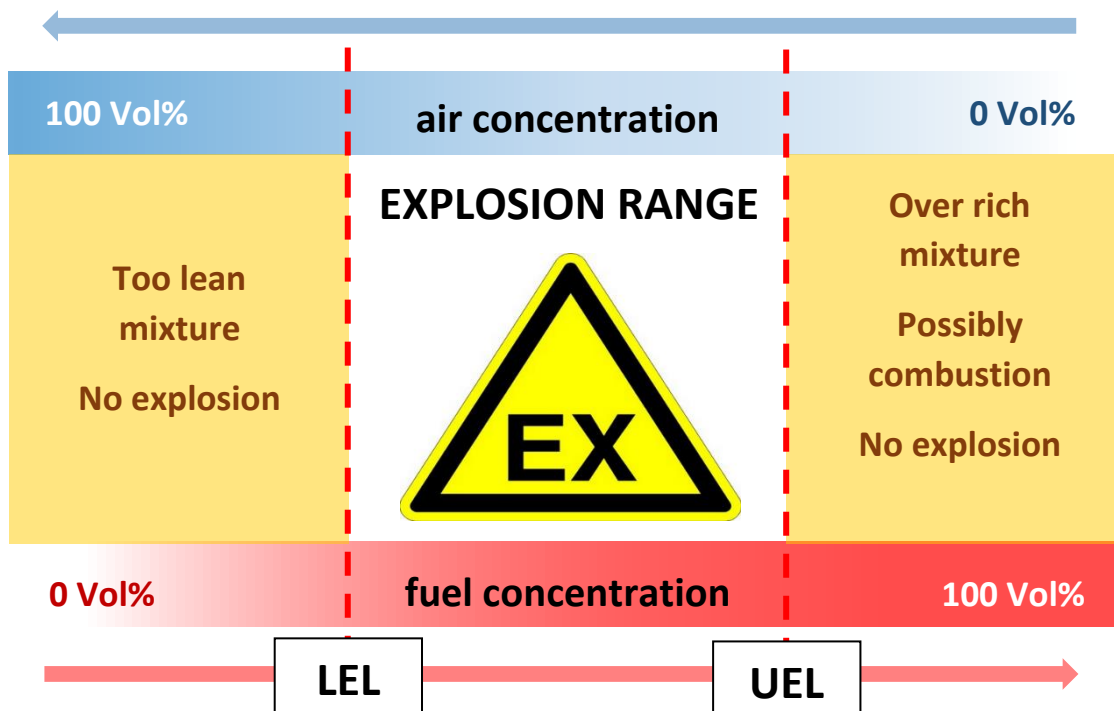 100 Vol%
air concentration
0 Vol%
EXPLOSION RANGE
Too lean
mixture
No explosion
EX
Over rich
mixture
Possibly
combustion
No explosion
0 Vol%
fuel concentration
100 Vol%
LEL
UEL